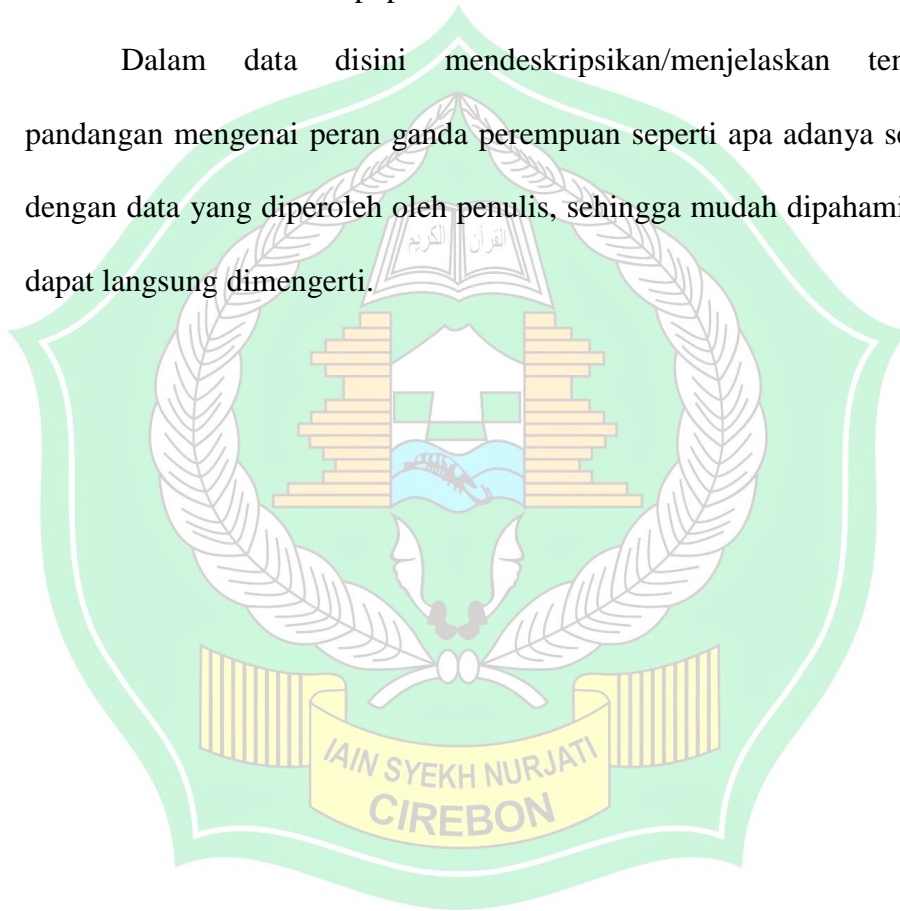 Dalam data disini mendeskripsikan/menjelaskan
pandangan mengenai peran ganda perempuan seperti apa adanya
dengan data yang diperoleh oleh penulis, sehingga mudah dipahami
dapat langsung dimengerti.
القرآن الكريم
IAIN SYEKH NURJATI
CIREBON